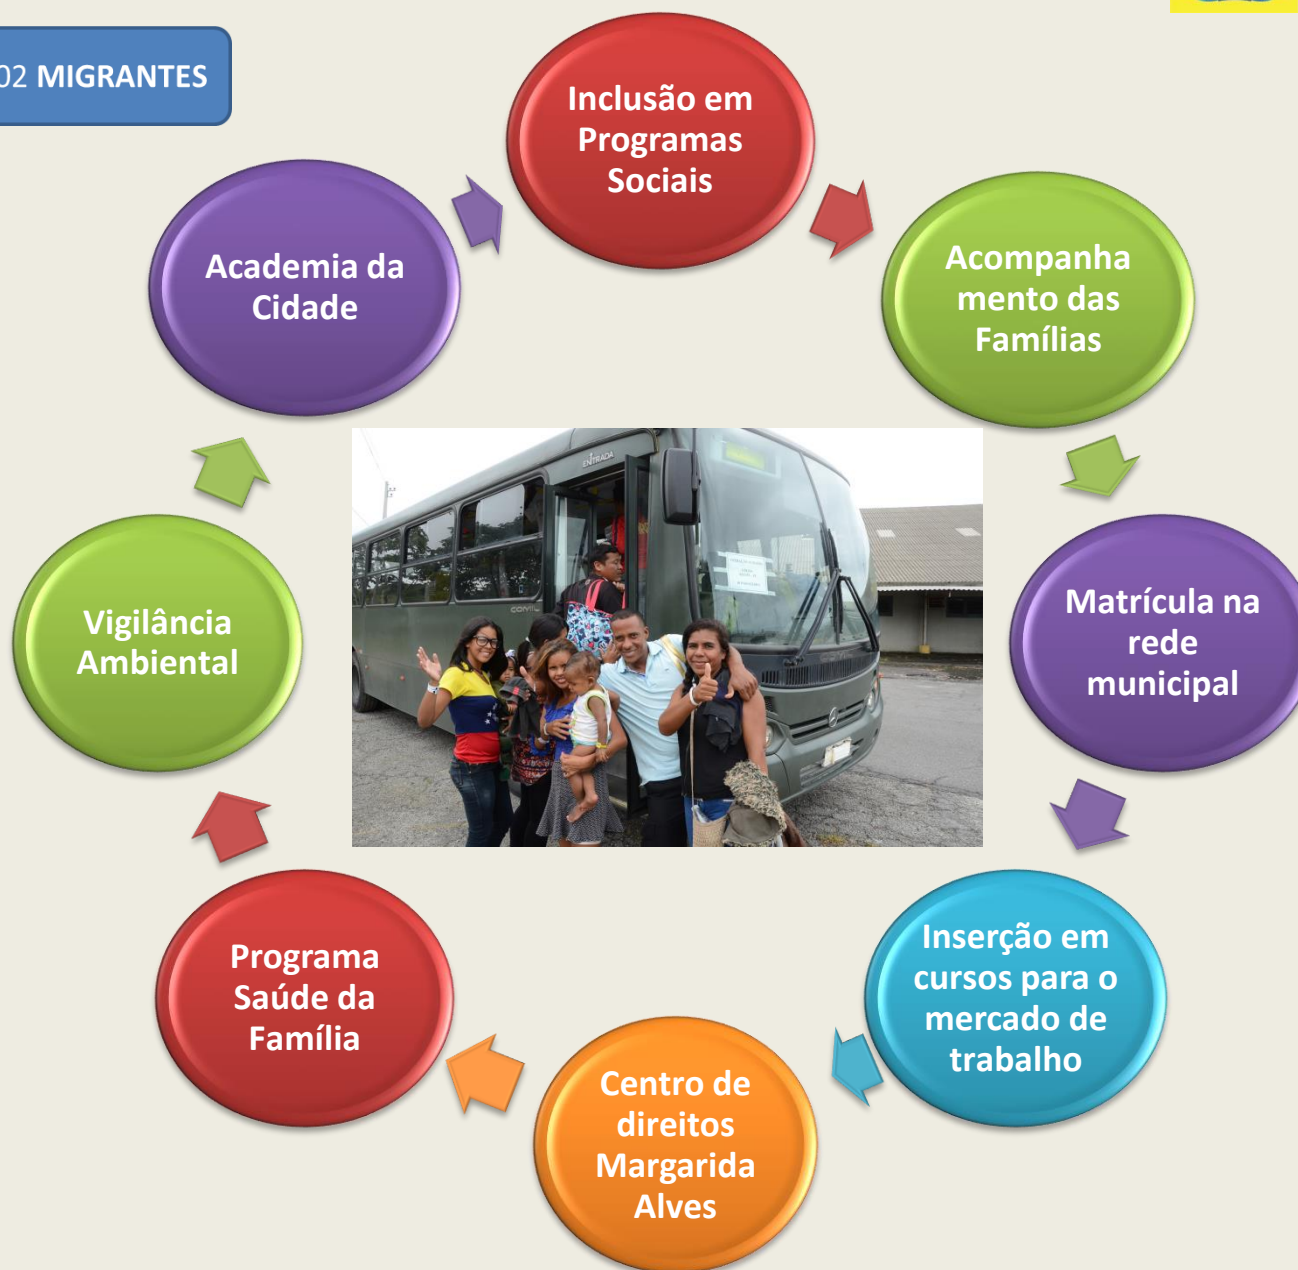 02 MIGRANTES
Inclusão em
Programas
Sociais
Acompanha
mento das
Famílias
Matrícula na
rede
municipal
Inserção em
cursos para o
mercado de
trabalho
Centro de
direitos
Margarida
Alves
Programa
Saúde da
Família
Vigilância
Ambiental
Academia da
Cidade
ENTRADA
COMIL